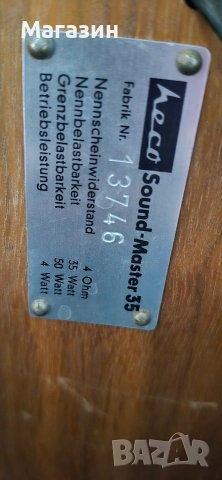 Магазин
heco Sound-Master 35
Fabrik Nr. 13746
Nennscheinwiderstand 4 Ohm
Nennbelastbarkeit 35 Watt
Grenzbelastbarkeit 50 Watt
Betriebsleistung 4 Watt
BAZAR